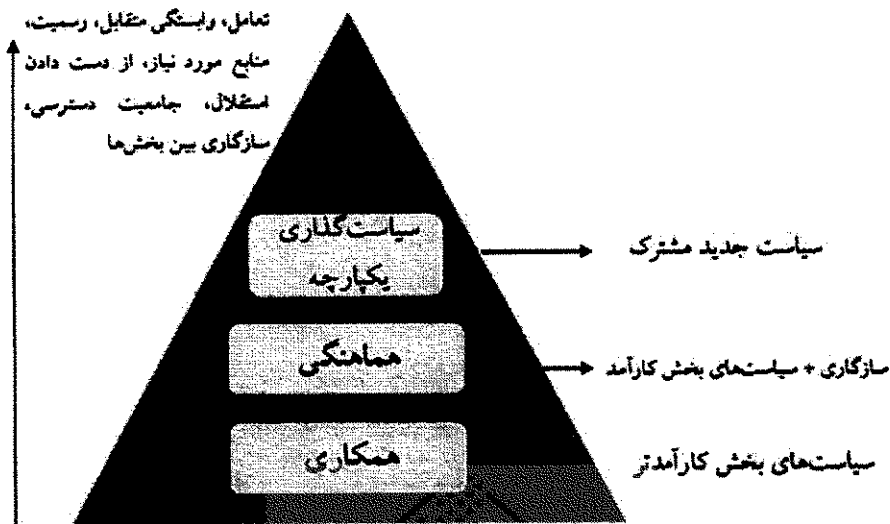 تعامل، وابستگی متقابل، رسمیت،
منابع مورد نیاز، از دست دادن
استقلال، جامعیت دسترسی،
سازگاری بین بخش‌ها
سیاست‌گذاری
یکپارچه
سیاست جدید مشترک
هماهنگی
سازگاری + سیاست‌های بخش کارآمد
همکاری
سیاست‌های بخش کارآمدتر